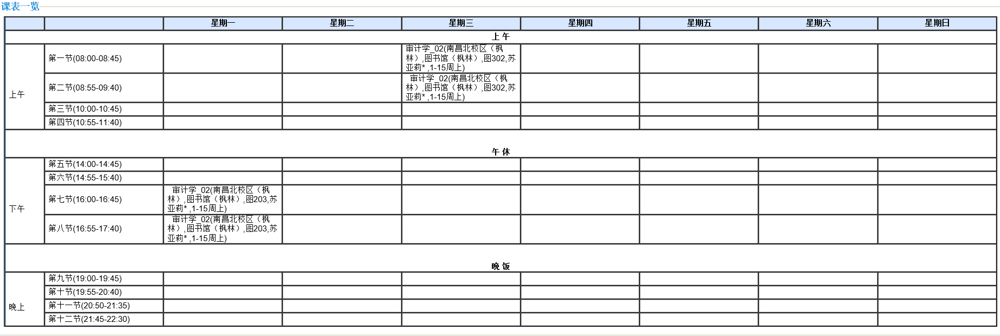 课表一览
星期一 星期二 星期三 星期四 星期五 星期六 星期日
上 午
上午
第一节(08:00-08:45)
审计学_02(南昌北校区（枫
林）,图书馆（枫林）,图302,苏
亚莉* ,1-15周上)
第二节(08:55-09:40)
审计学_02(南昌北校区（枫
林）,图书馆（枫林）,图302,苏
亚莉* ,1-15周上)
第三节(10:00-10:45)
第四节(10:55-11:40)
午 休
下午
第五节(14:00-14:45)
第六节(14:55-15:40)
第七节(16:00-16:45)
审计学_02(南昌北校区（枫
林）,图书馆（枫林）,图203,苏
亚莉* ,1-15周上)
第八节(16:55-17:40)
审计学_02(南昌北校区（枫
林）,图书馆（枫林）,图203,苏
亚莉* ,1-15周上)
晚 饭
晚上
第九节(19:00-19:45)
第十节(19:55-20:40)
第十一节(20:50-21:35)
第十二节(21:45-22:30)